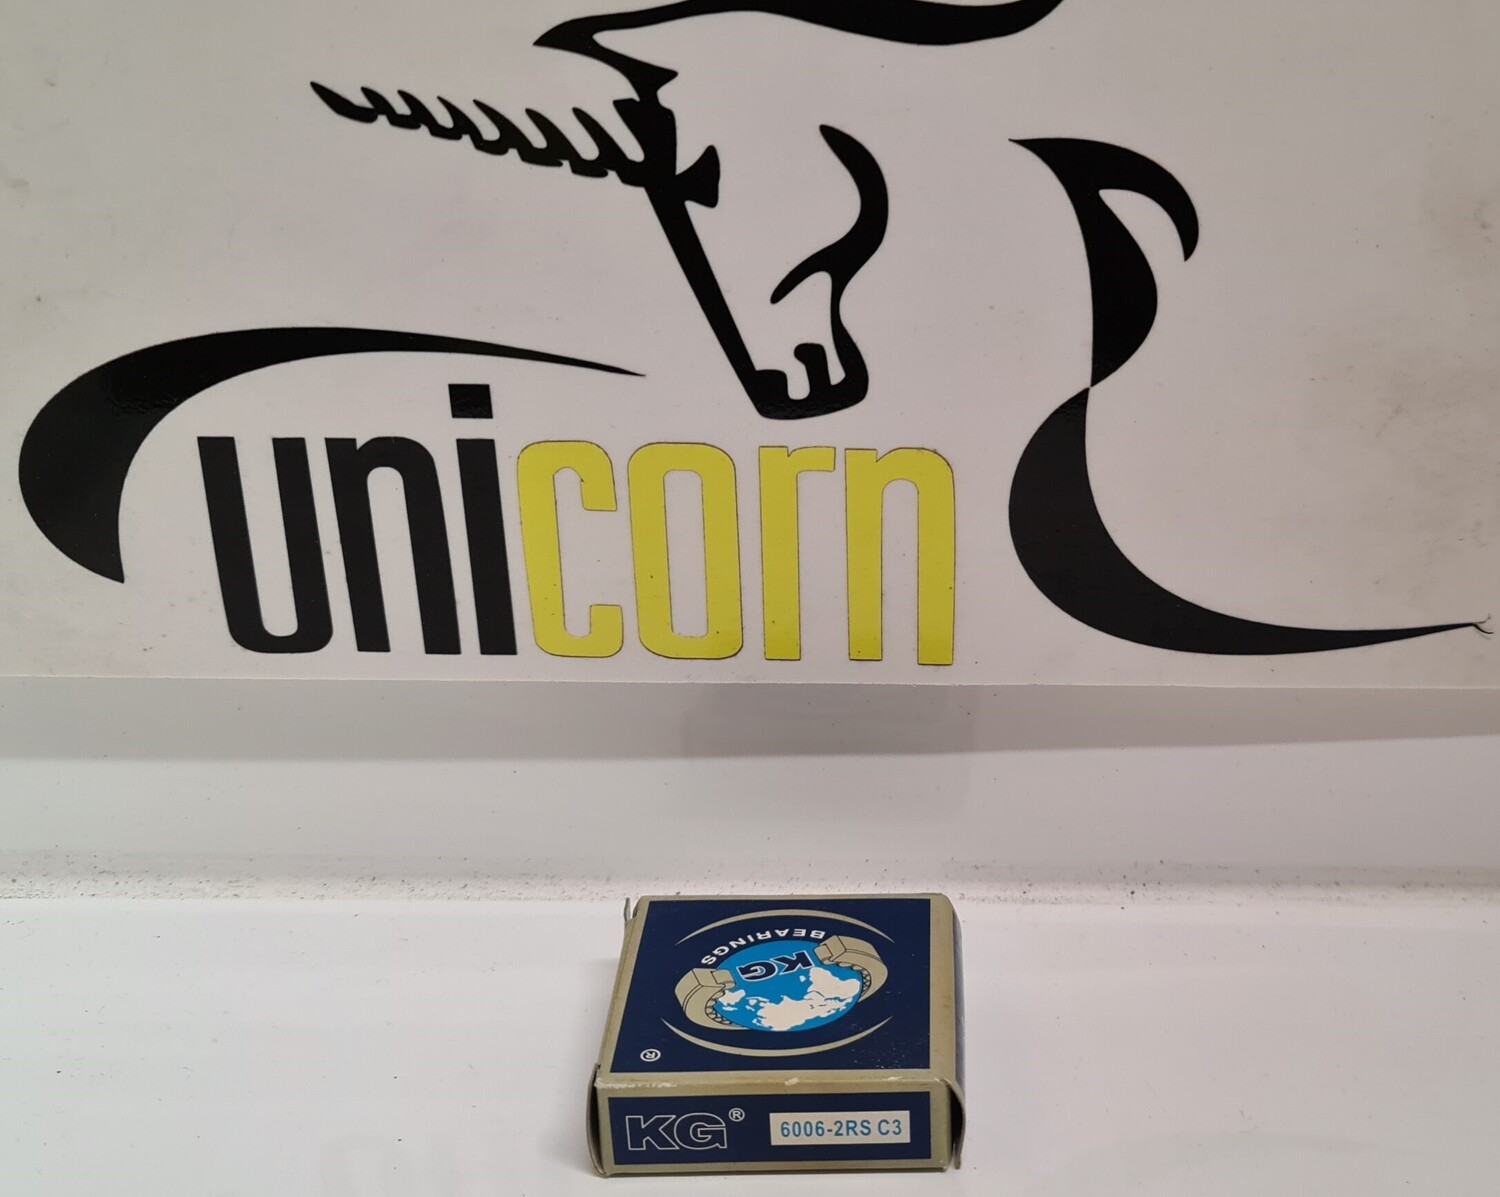 unicorn
BEARINGS
KG
®
KG®
6006-2RS C3